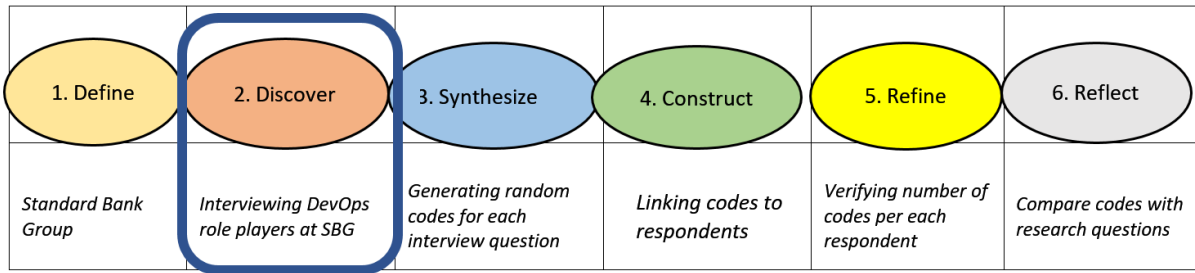 1. Define
2. Discover
3. Synthesize
4. Construct
5. Refine
6. Reflect
Standard Bank
Group
Interviewing DevOps
role players at SBG
Generating random
codes for each
interview question
Linking codes to
respondents
Verifying number of
codes per each
respondent
Compare codes with
research questions